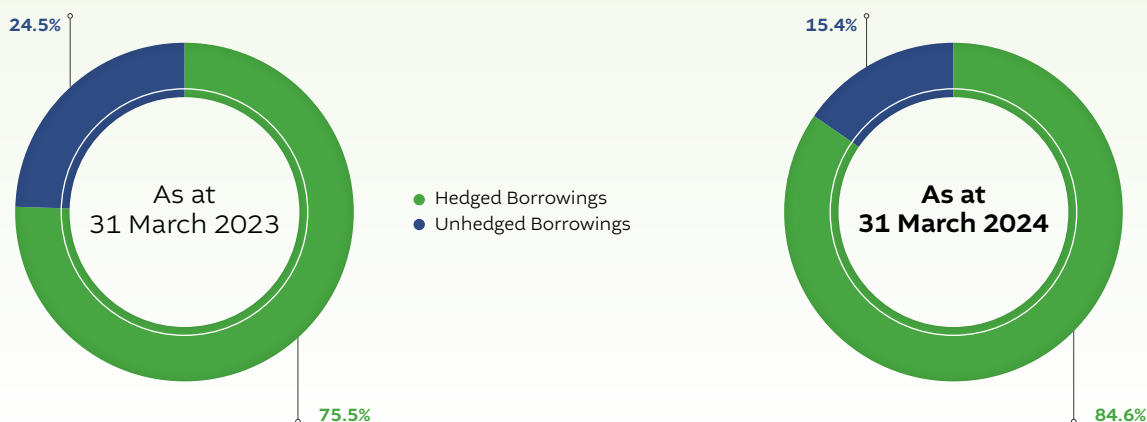 24.5%
As at
31 March 2023
75.5%
Hedged Borrowings
Unhedged Borrowings
15.4%
As at
31 March 2024
84.6%